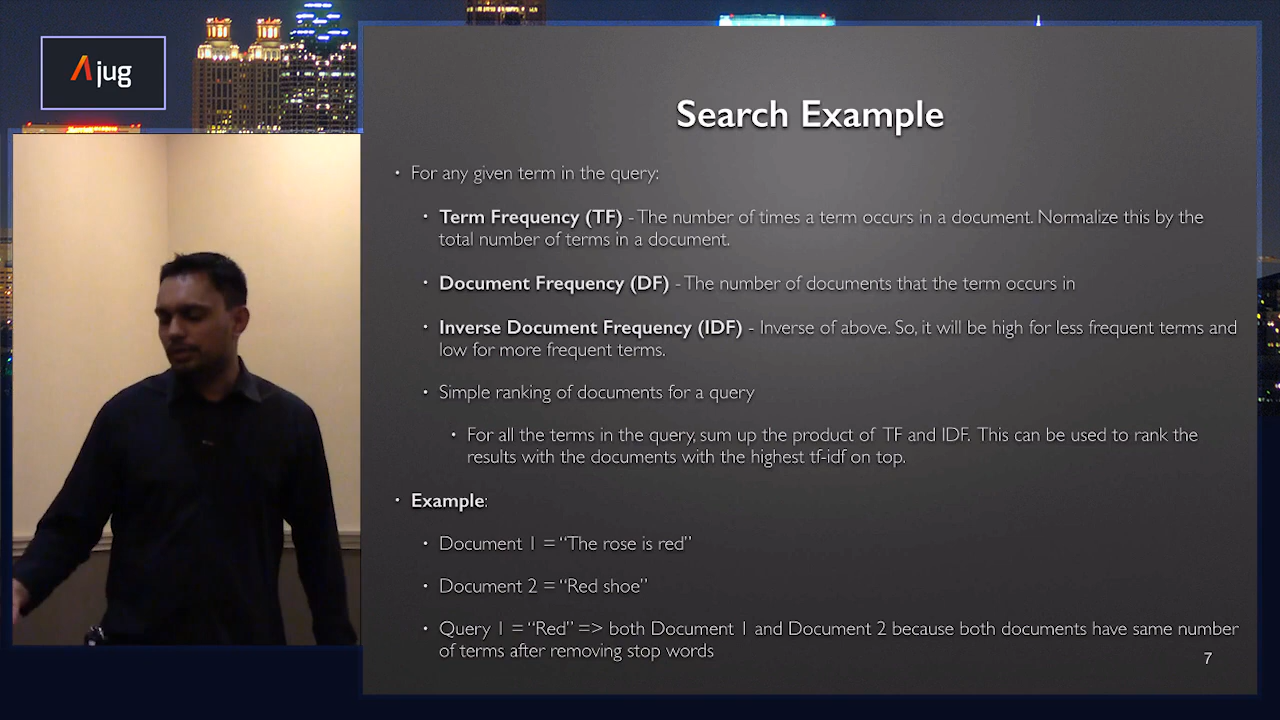 Λjug
Search Example
• For any given term in the query:
• Term Frequency (TF) - The number of times a term occurs in a document. Normalize this by the
total number of terms in a document.
• Document Frequency (DF) - The number of documents that the term occurs in
• Inverse Document Frequency (IDF) - Inverse of above. So, it will be high for less frequent terms and
low for more frequent terms.
• Simple ranking of documents for a query
• For all the terms in the query, sum up the product of TF and IDF. This can be used to rank the
results with the documents with the highest tf-idf on top.
• Example:
• Document 1 = “The rose is red”
• Document 2 = “Red shoe”
• Query 1 = “Red” => both Document 1 and Document 2 because both documents have same number
of terms after removing stop words
7